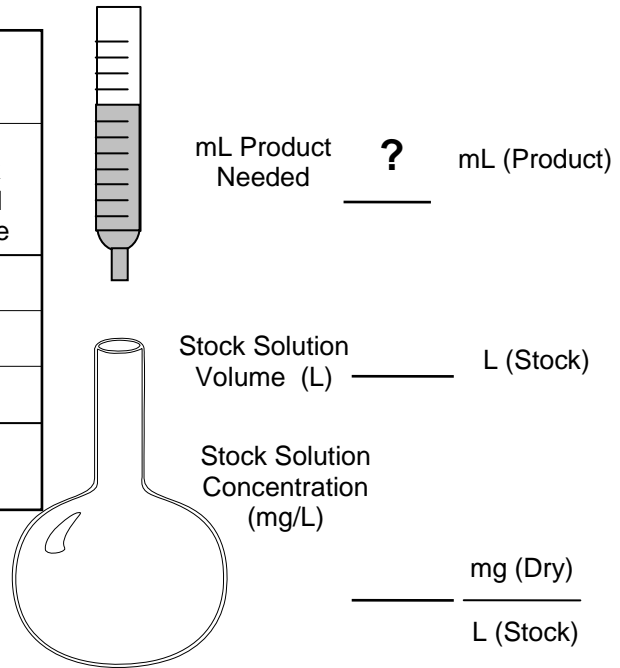 mL Product
Needed
?
mL (Product)
Stock Solution
Volume (L)
L (Stock)
Stock Solution
Concentration
(mg/L)
mg (Dry)
L (Stock)